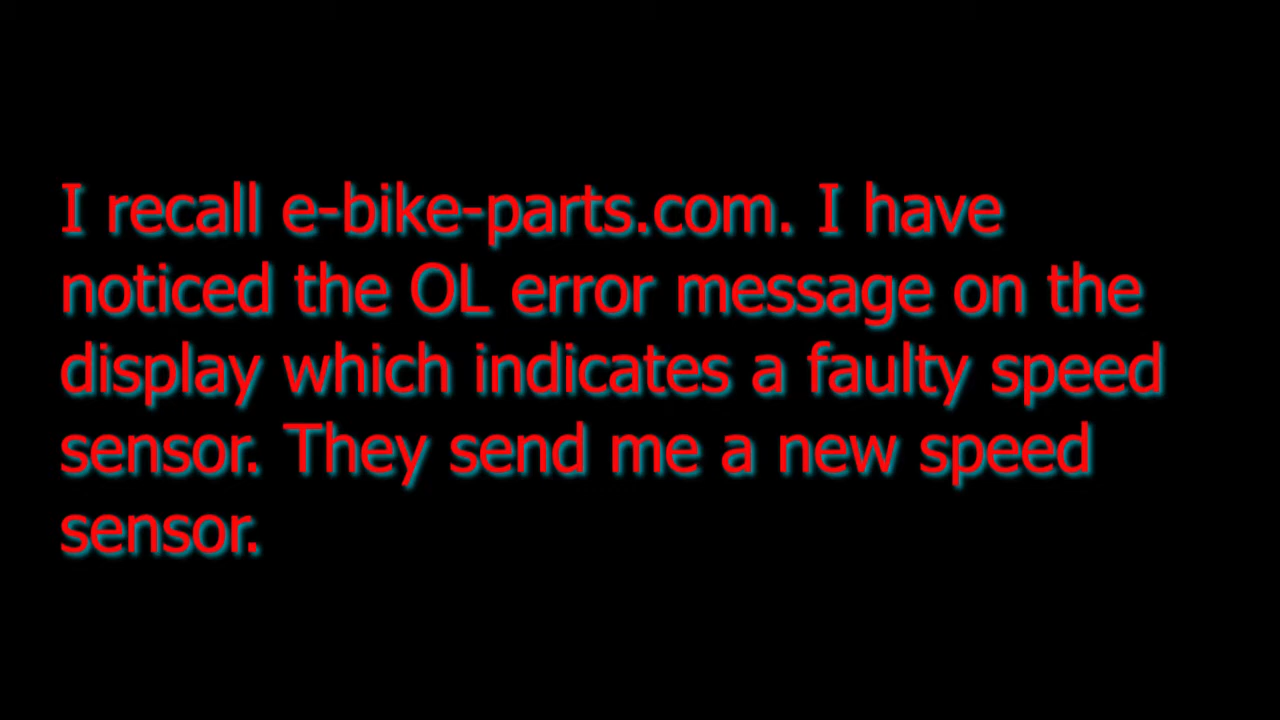 I recall e-bike-parts.com. I have
noticed the OL error message on the
display which indicates a faulty speed
sensor. They send me a new speed
sensor.